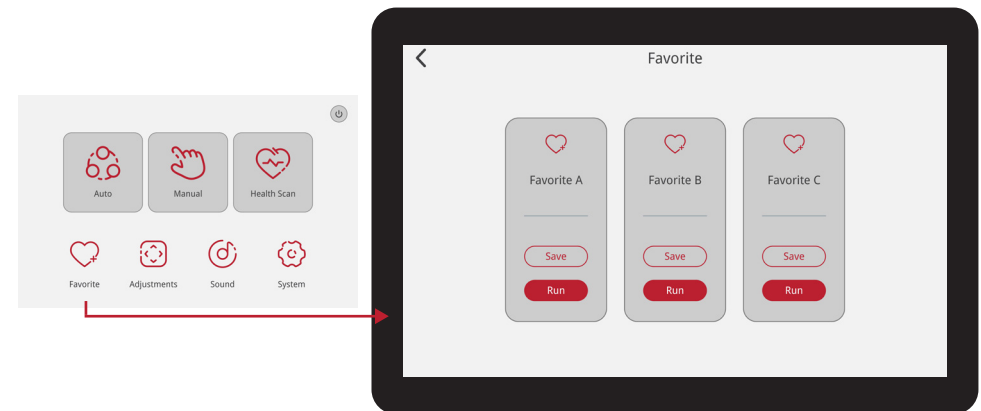 Auto
Manual
Health Scan
Favorite
Adjustments
Sound
System
Favorite
Favorite A
Save
Run
Favorite B
Save
Run
Favorite C
Save
Run